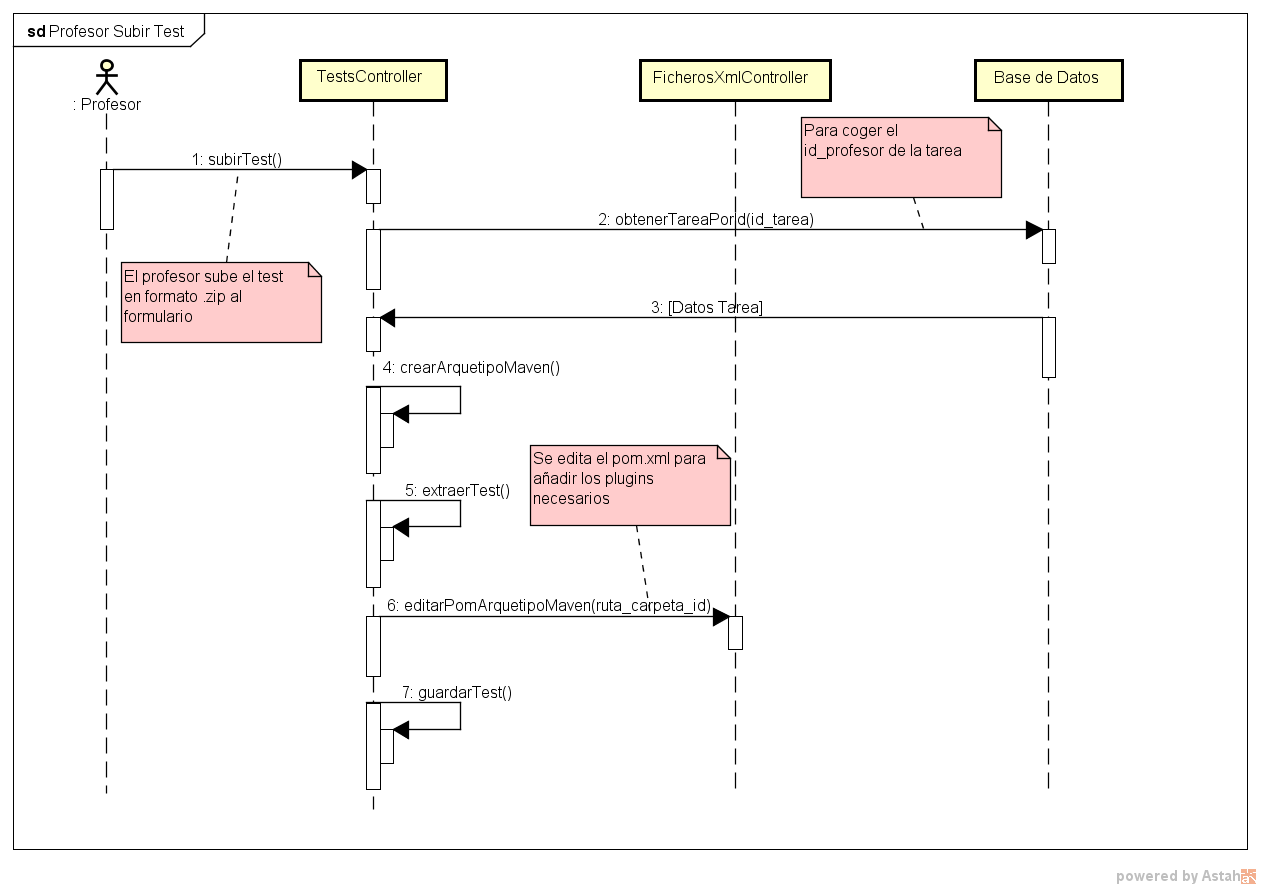 sd Profesor Subir Test
: Profesor
TestsController
FicherosXmlController
Base de Datos
Para coger el
id_profesor de la tarea
1: subirTest()
2: obtenerTareaPorId(id_tarea)
El profesor sube el test
en formato .zip al
formulario
3: [Datos Tarea]
4: crearArquetipoMaven()
Se edita el pom.xml para
añadir los plugins
necesarios
5: extraerTest()
6: editarPomArquetipoMaven(ruta_carpeta_id)
7: guardarTest()
powered by Astah